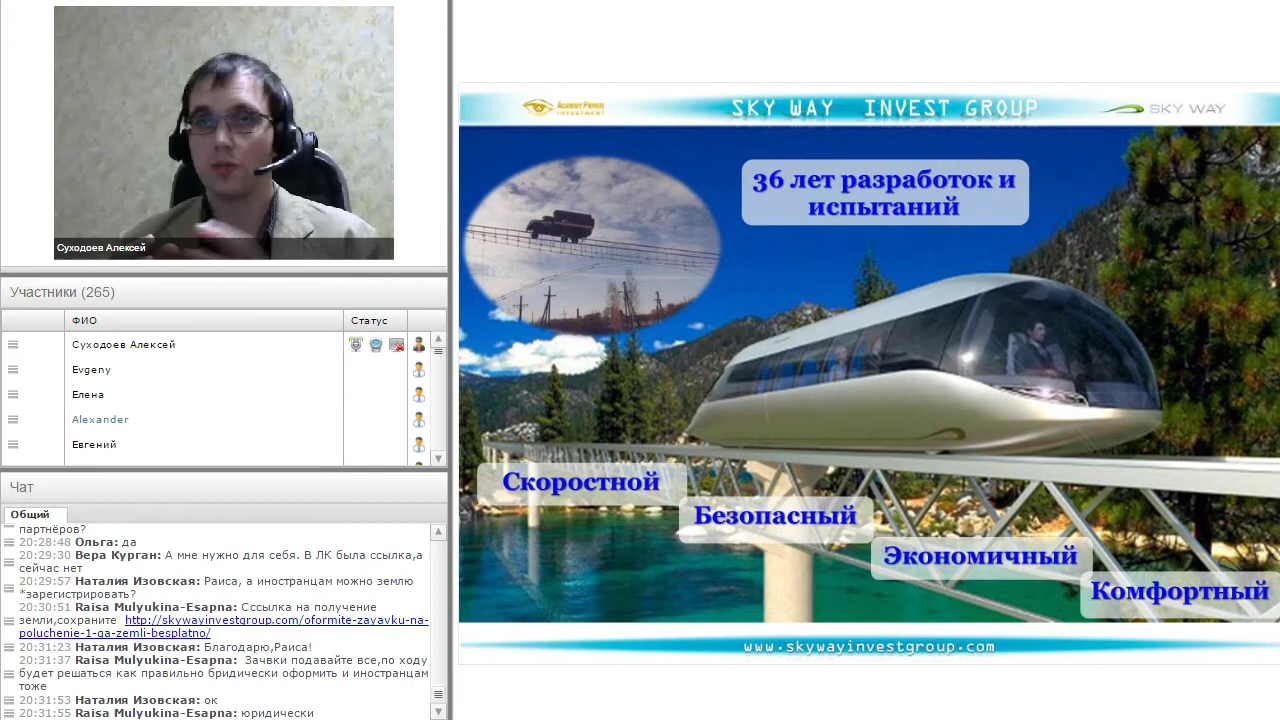 Суходоев Алексей
Участники (265)
ФИО
Статус
Суходоев Алексей
Evgeny
Елена
Alexander
Евгений
Чат
Общий
партнёров?
20:28:48 Ольга: да
20:29:30 Вера Курган: А мне нужно для себя. В ЛК была ссылка,а
сейчас нет
20:29:57 Наталия Изовская: Раиса, а иностранцам можно землю
*зарегистрировать?
20:30:51 Raisa Mulyukina-Esapna: Сссылка на получение
земли,сохраните http://skywayinvestgroup.com/oformite-zayavku-na-
poluchenie-1-ga-zemli-besplatno/
20:31:23 Наталия Изовская: Благодарю,Раиса!
20:31:37 Raisa Mulyukina-Esapna: Зачвки подавайте все,по ходу
будет решаться как правильно бридически оформить и иностранцам
тоже
20:31:53 Наталия Изовская: ок
20:31:55 Raisa Mulyukina-Esapna: юридически
ACADEMY PRIVATE
INVESTMENT
SKY WAY INVEST GROUP
SKY WAY
36 лет разработок и
испытаний
Скоростной
Безопасный
Экономичный
Комфортный
www.skywayinvestgroup.com